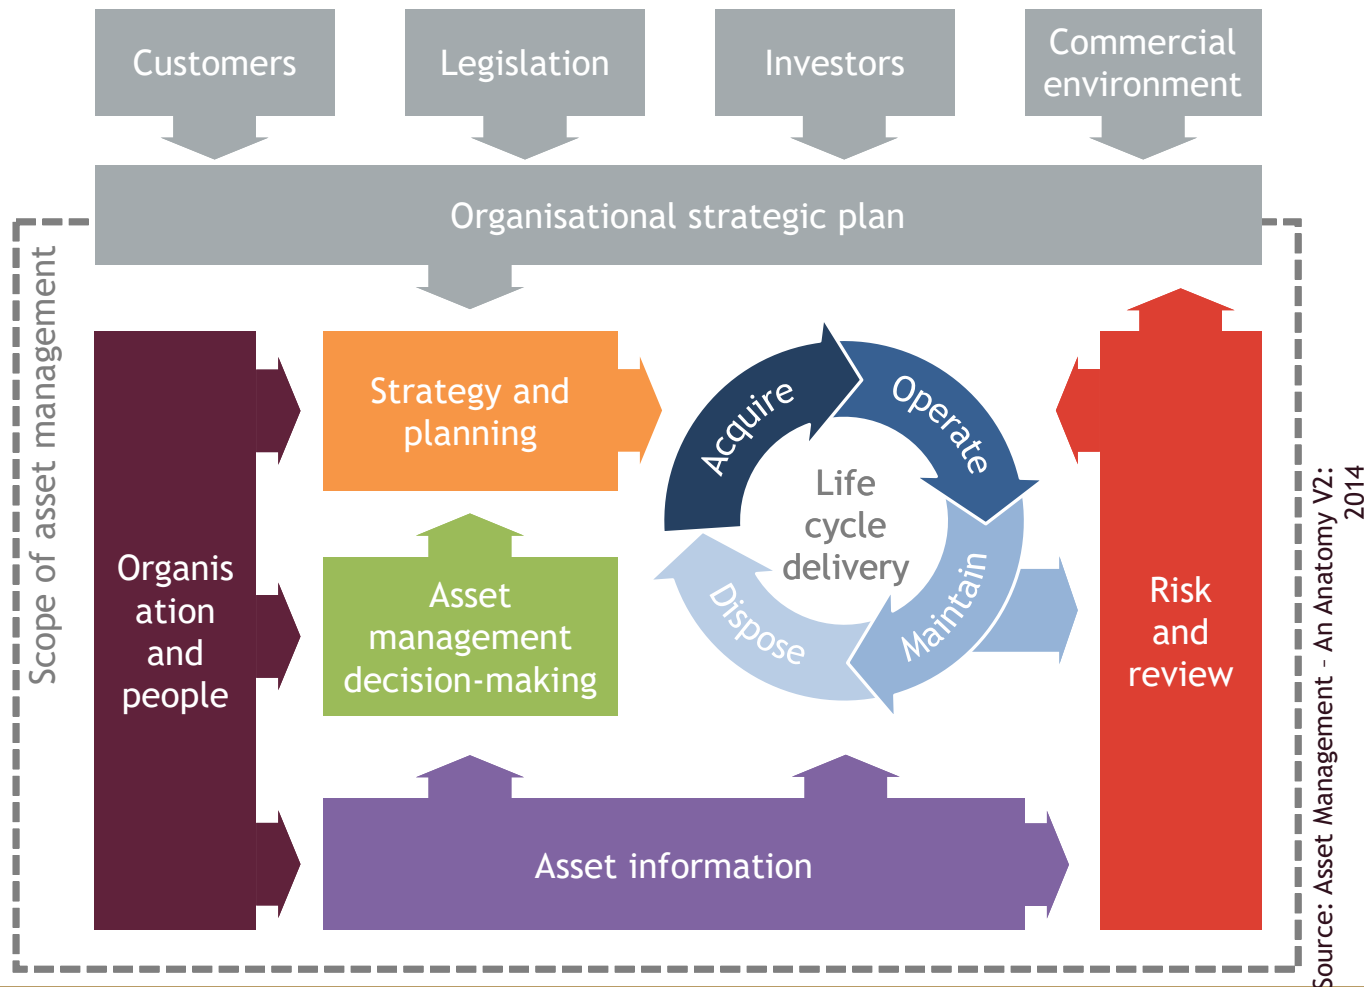 Customers
Legislation
Investors
Commercial
environment
Organisational strategic plan
Scope of asset management
Organis
ation
and
people
Strategy and
planning
Asset
management
decision-making
Acquire
Operate
Maintain
Dispose
Life
cycle
delivery
Risk
and
review
Asset information
Source: Asset Management - An Anatomy V2:
2014